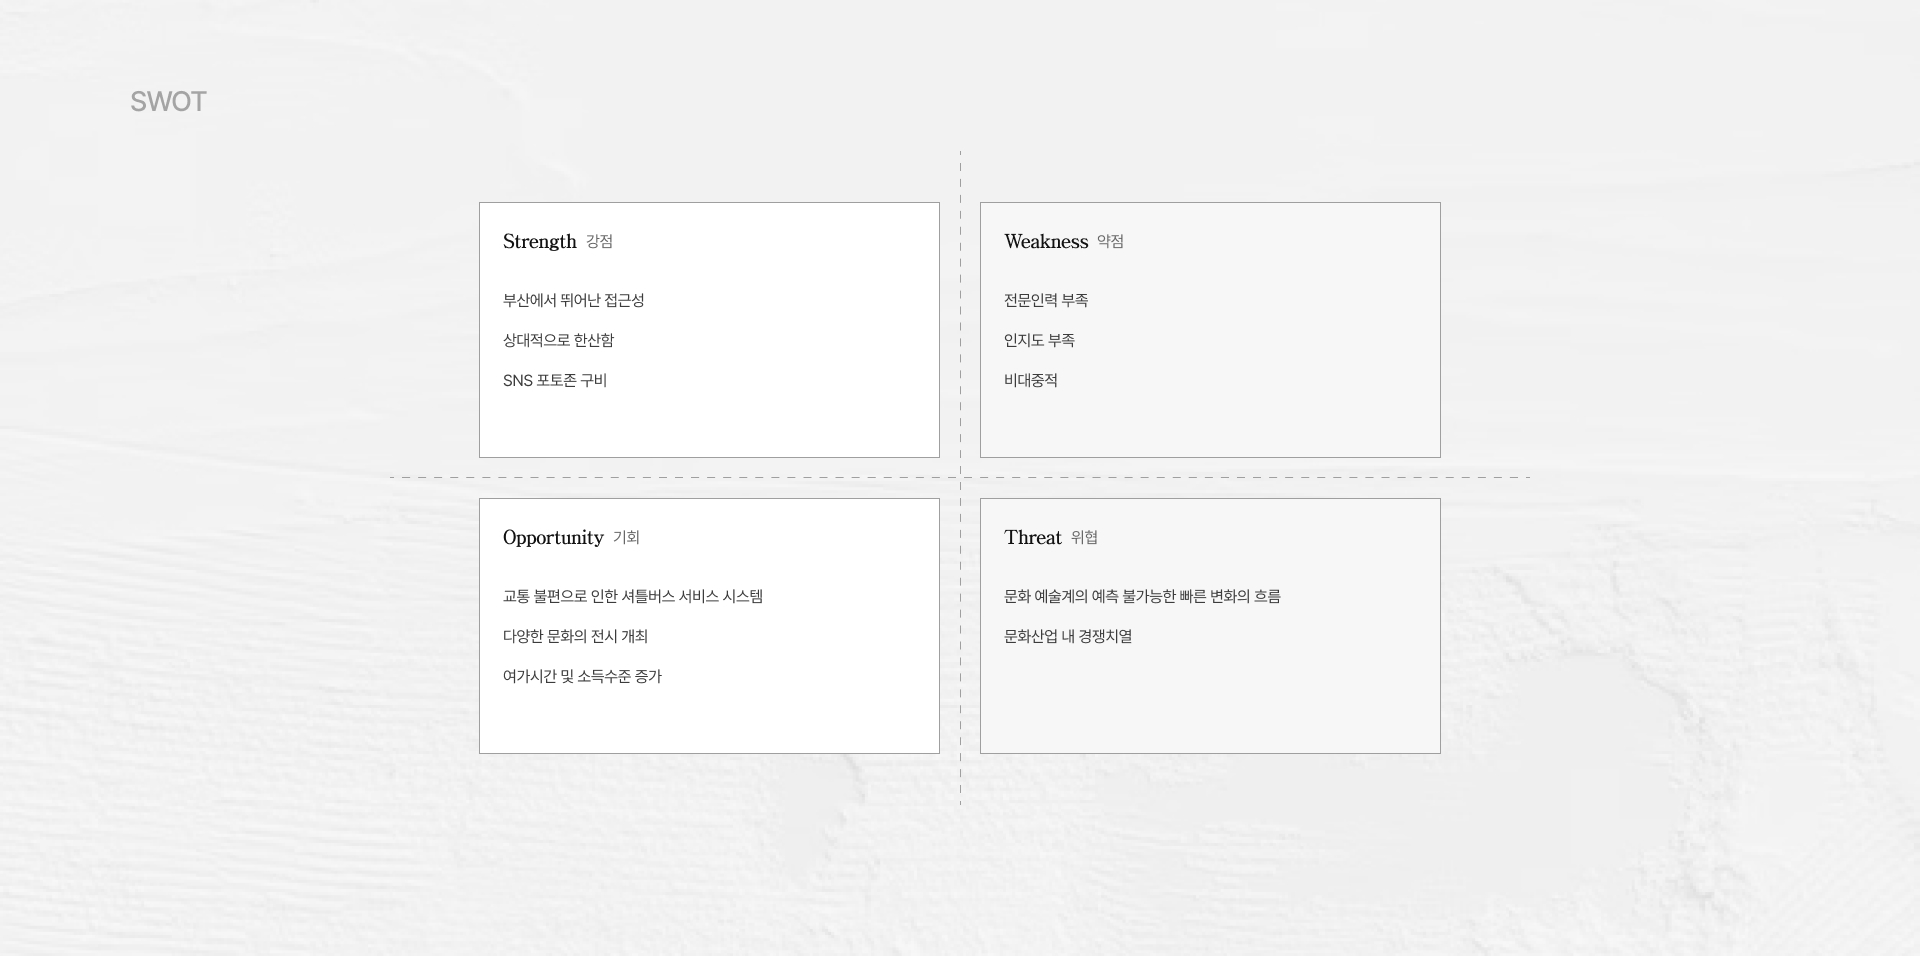 SWOT
Strength 강점
부산에서 뛰어난 접근성
상대적으로 한산함
SNS 포토존 구비
Weakness 약점
전문인력 부족
인지도 부족
비대중적
Opportunity 기회
교통 불편으로 인한 셔틀버스 서비스 시스템
다양한 문화의 전시 개최
여가시간 및 소득수준 증가
Threat 위협
문화 예술계의 예측 불가능한 빠른 변화의 흐름
문화산업 내 경쟁치열